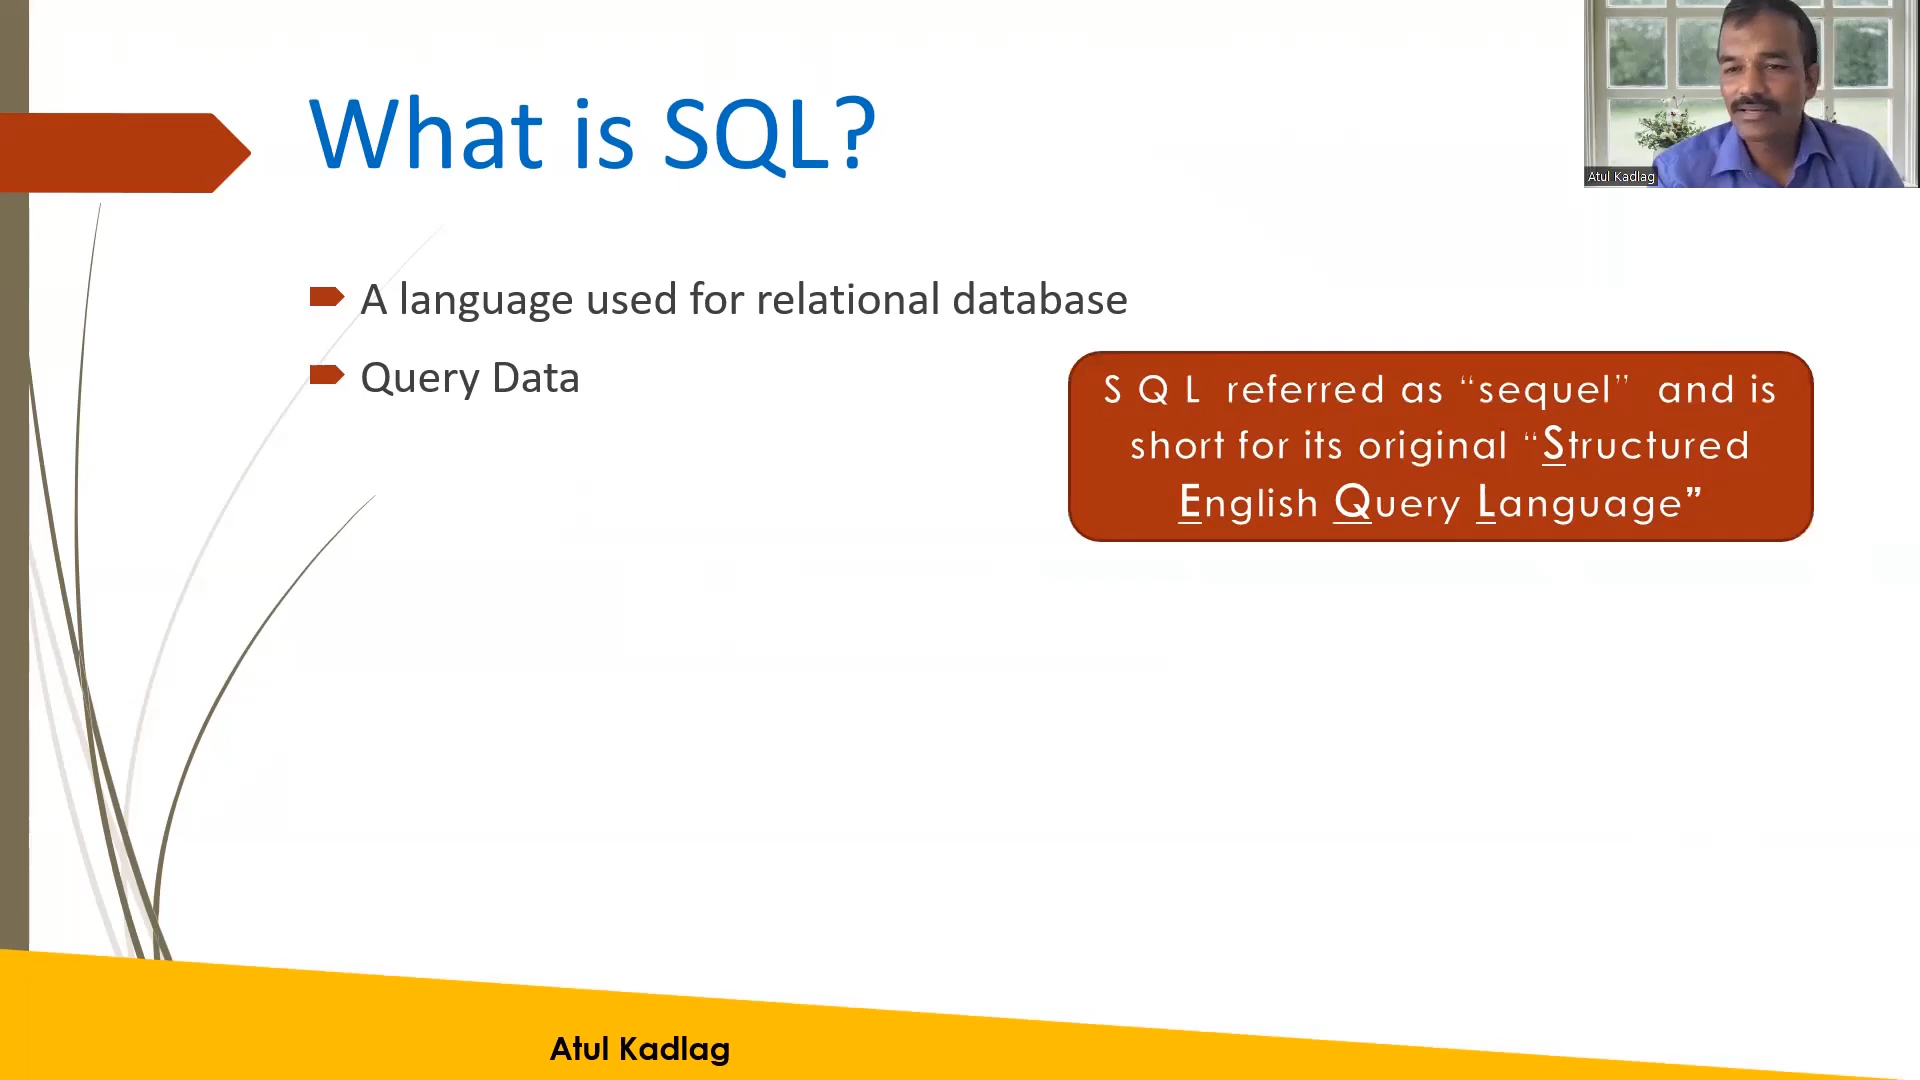 What is SQL?
Atul Kadlag
A language used for relational database
Query Data
S Q L referred as “sequel” and is
short for its original “Structured
English Query Language”
Atul Kadlag